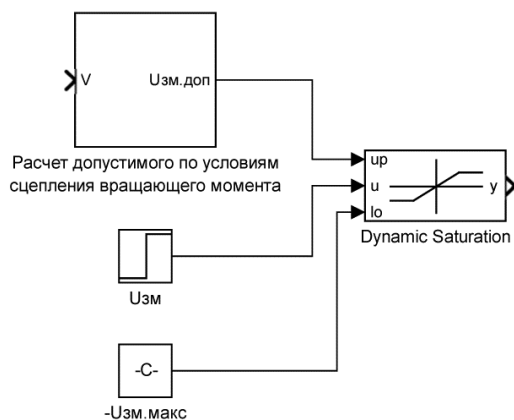 V
Uзм.доп
Расчет допустимого по условиям
сцепления вращающего момента
up
u
lo
y
Dynamic Saturation
Uзм
-C-
-Uзм.макс